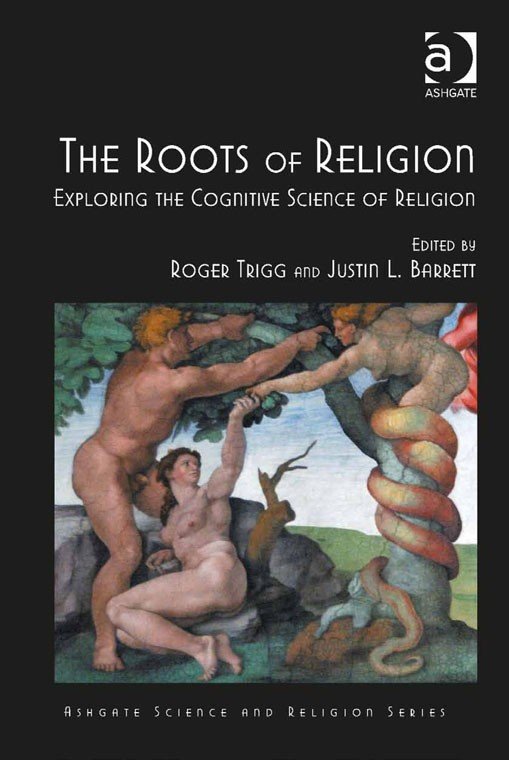 a
ASHGATE
THE ROOTS OF RELIGION
EXPLORING THE COGNITIVE SCIENCE OF RELIGION
EDITED BY
ROGER TRIGG AND JUSTIN L. BARRETT
ASHGATE SCIENCE AND RELIGION SERIES